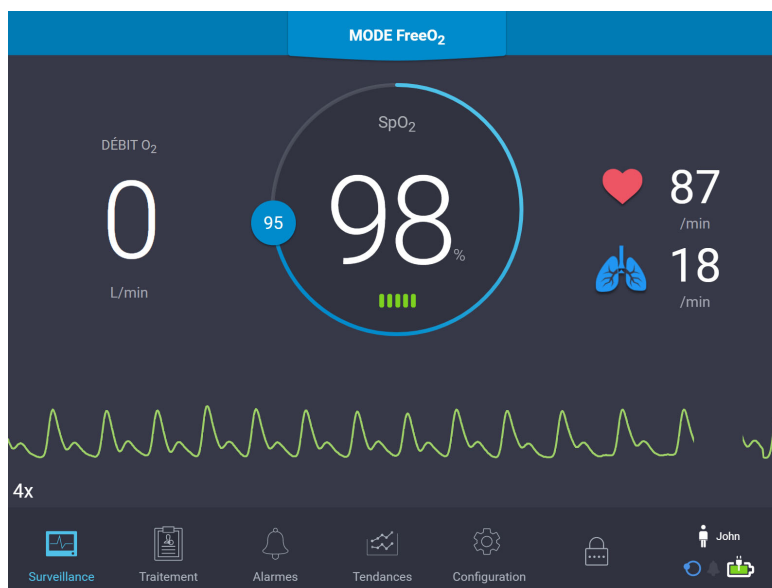 MODE FreeO₂
SpO₂
DÉBIT O₂
0
L/min
95
98
%
87
/min
18
/min
4x
Surveillance
Traitement
Alarmes
Tendances
Configuration
John